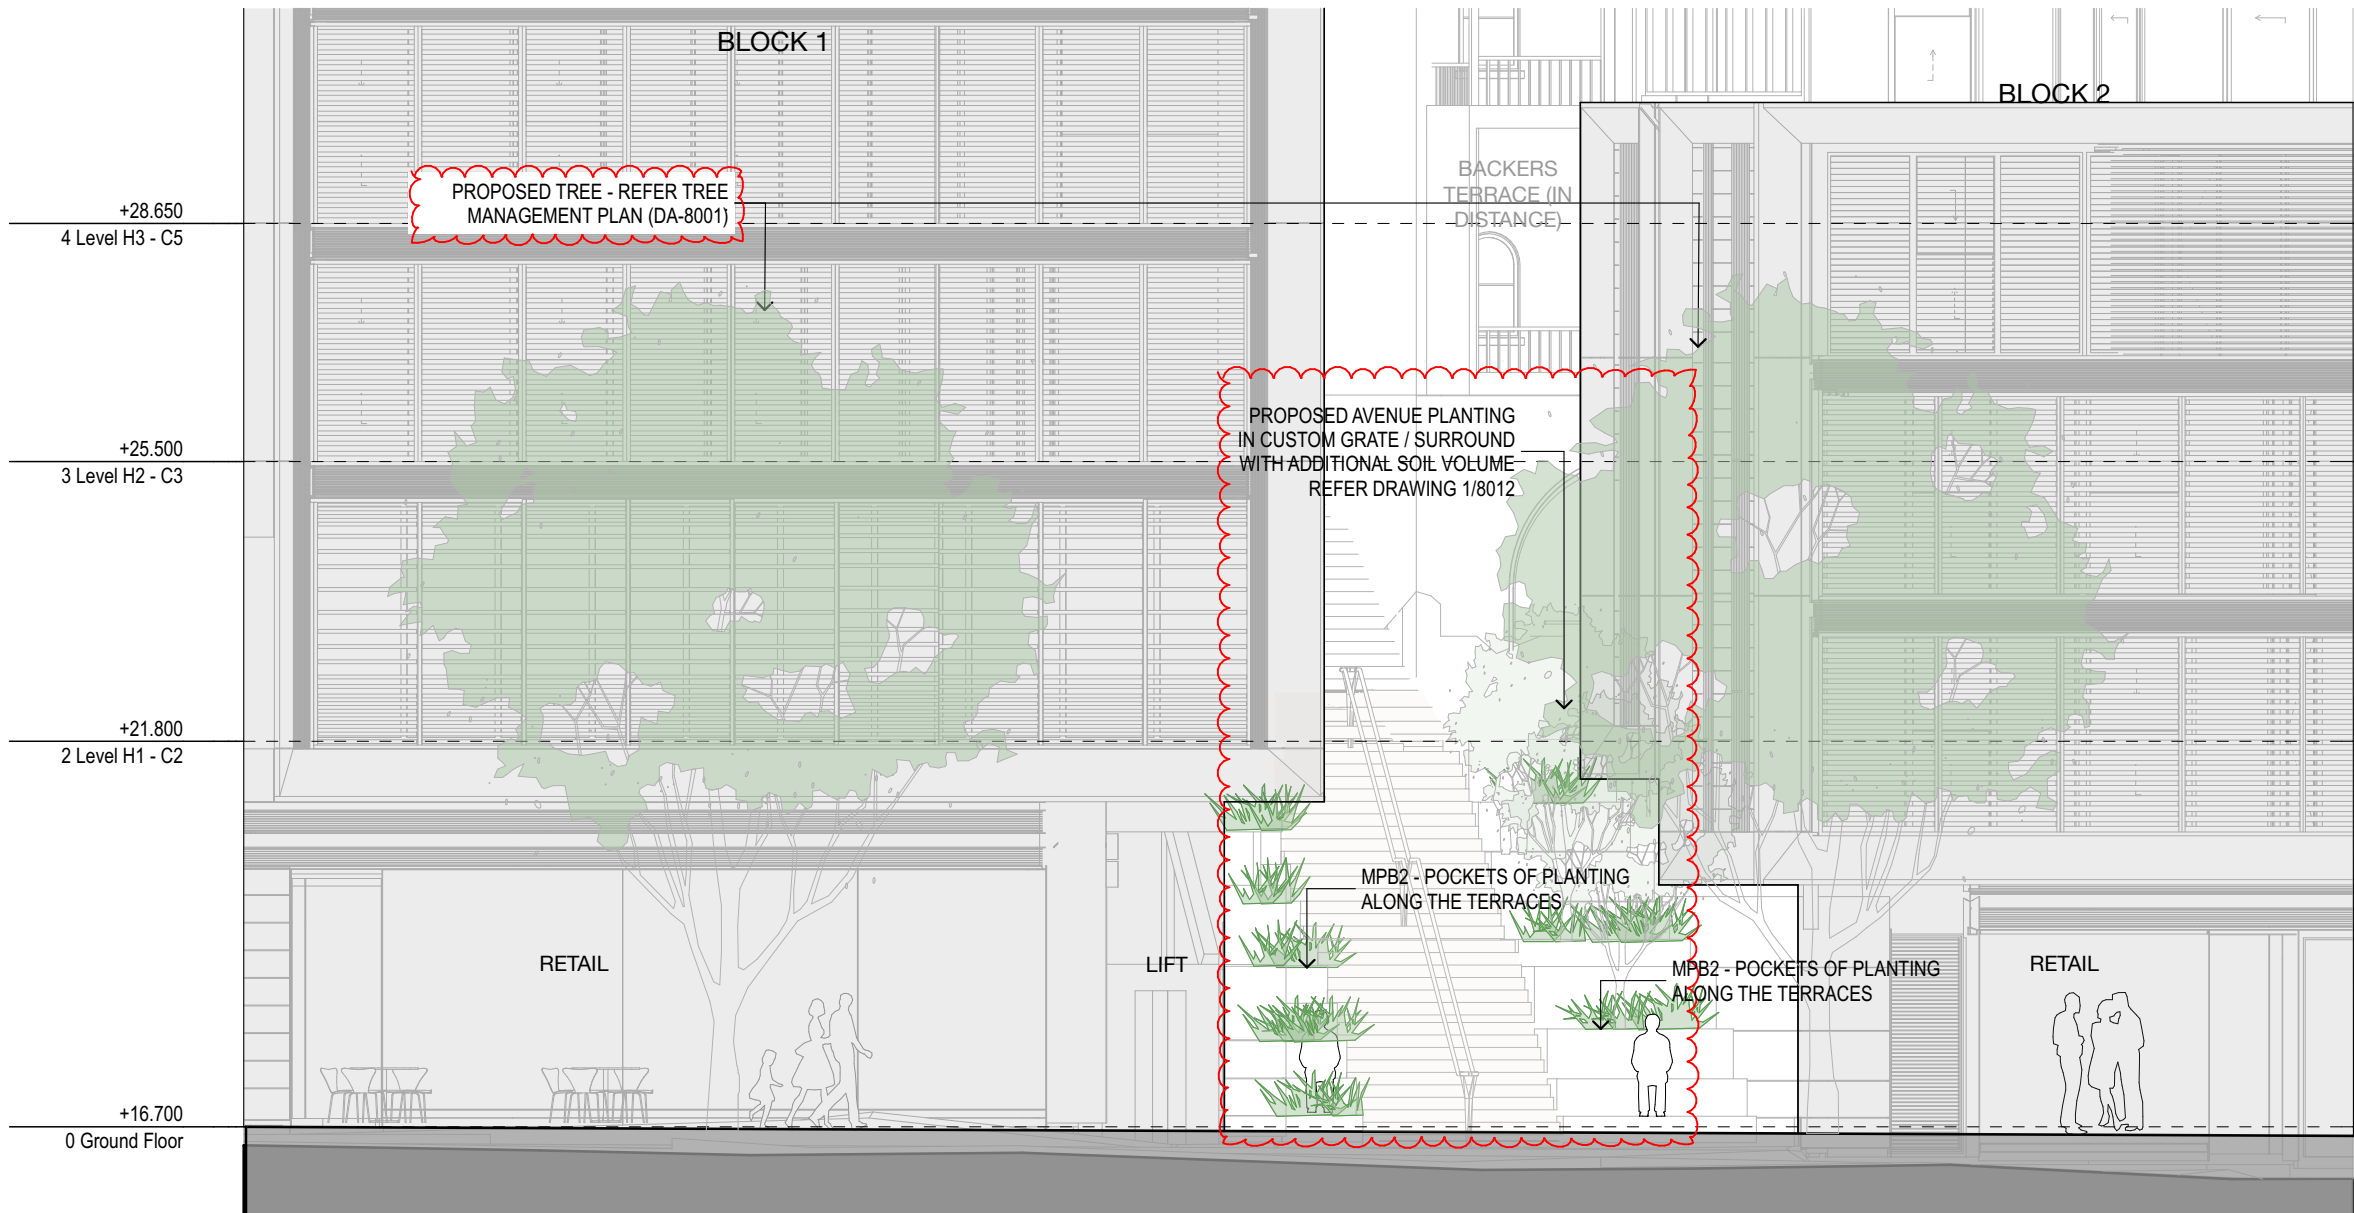 BLOCK 1
BLOCK 2
PROPOSED TREE - REFER TREE
MANAGEMENT PLAN (DA-8001)
BACKERS
TERRACE (IN
DISTANCE)
+28.650
4 Level H3 - C5
PROPOSED AVENUE PLANTING
IN CUSTOM GRATE / SURROUND
WITH ADDITIONAL SOIL VOLUME
REFER DRAWING 1/8012
+25.500
3 Level H2 - C3
+21.800
2 Level H1 - C2
MPB2 - POCKETS OF PLANTING
ALONG THE TERRACES
RETAIL
LIFT
MPB2 - POCKETS OF PLANTING
ALONG THE TERRACES
RETAIL
+16.700
0 Ground Floor